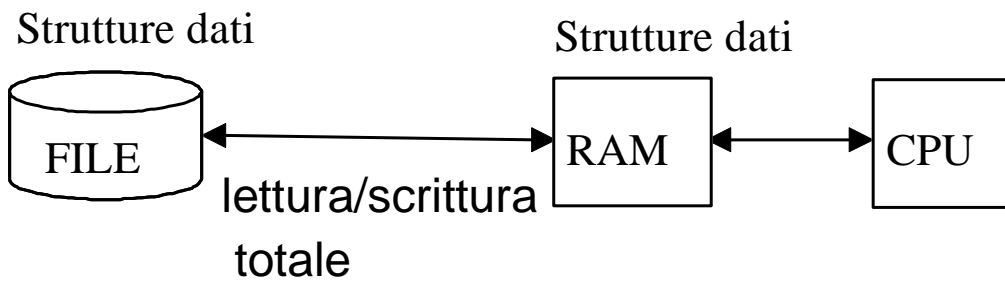 Strutture dati
Strutture dati
FILE
RAM
CPU
lettura/scrittura
totale